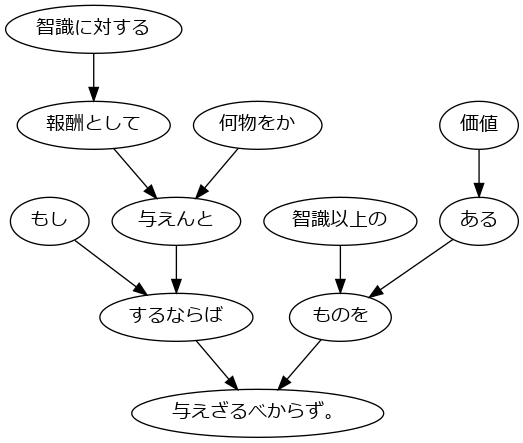 智識に対する
報酬として
何物をか
価値
もし
与えんと
智識以上の
ある
するならば
ものを
与えざるべからず。